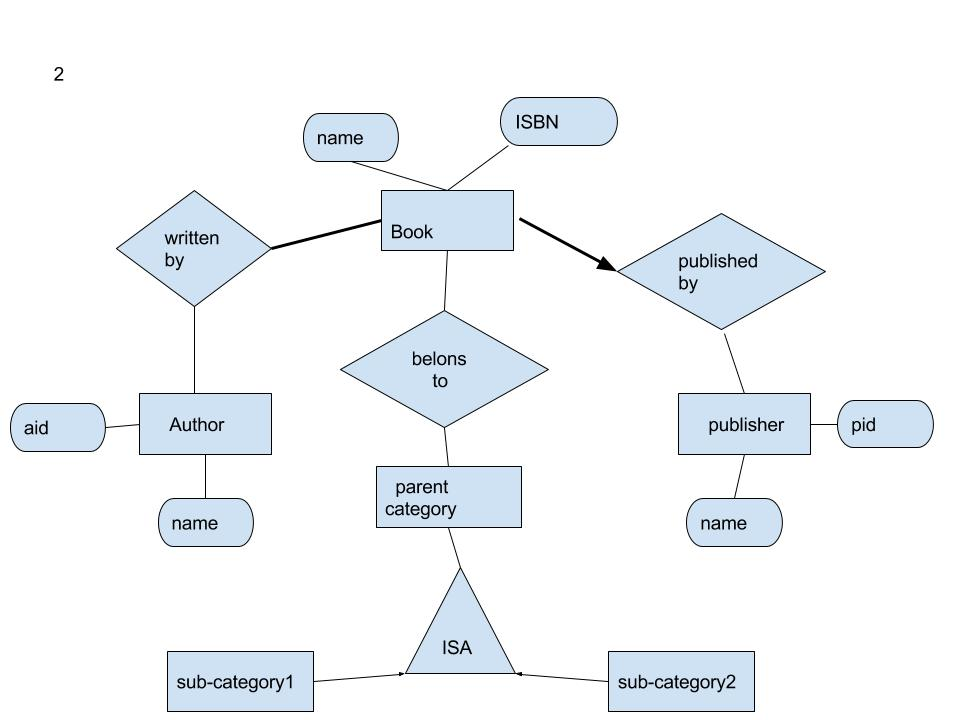 2
name
ISBN
Book
written
by
published
by
belons
to
aid
Author
publisher
pid
parent
category
name
name
ISA
sub-category1
sub-category2